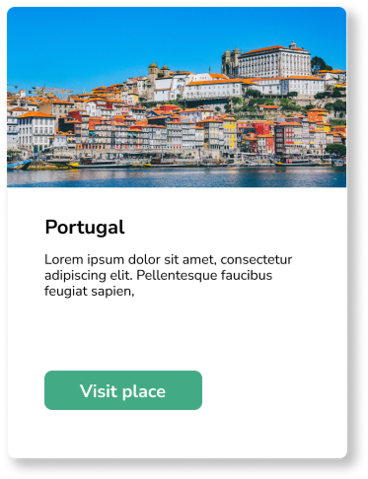 Portugal
Lorem ipsum dolor sit amet, consectetur
adipiscing elit. Pellentesque faucibus
feugiat sapien,
Visit place